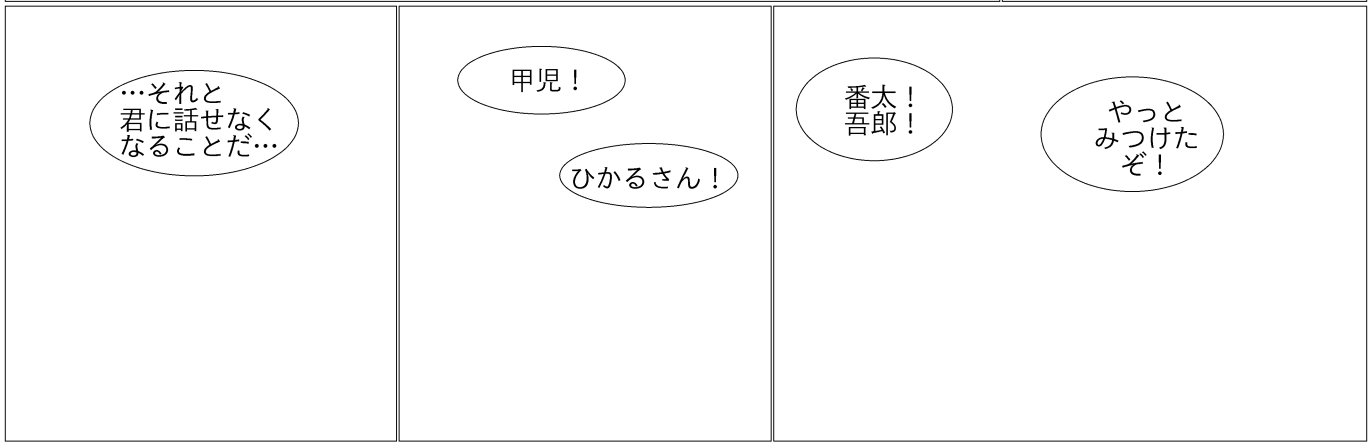 …それと
君に話せなく
なることだ…
甲児！
ひかるさん！
番太！
吾郎！
やっと
みつけた
ぞ！